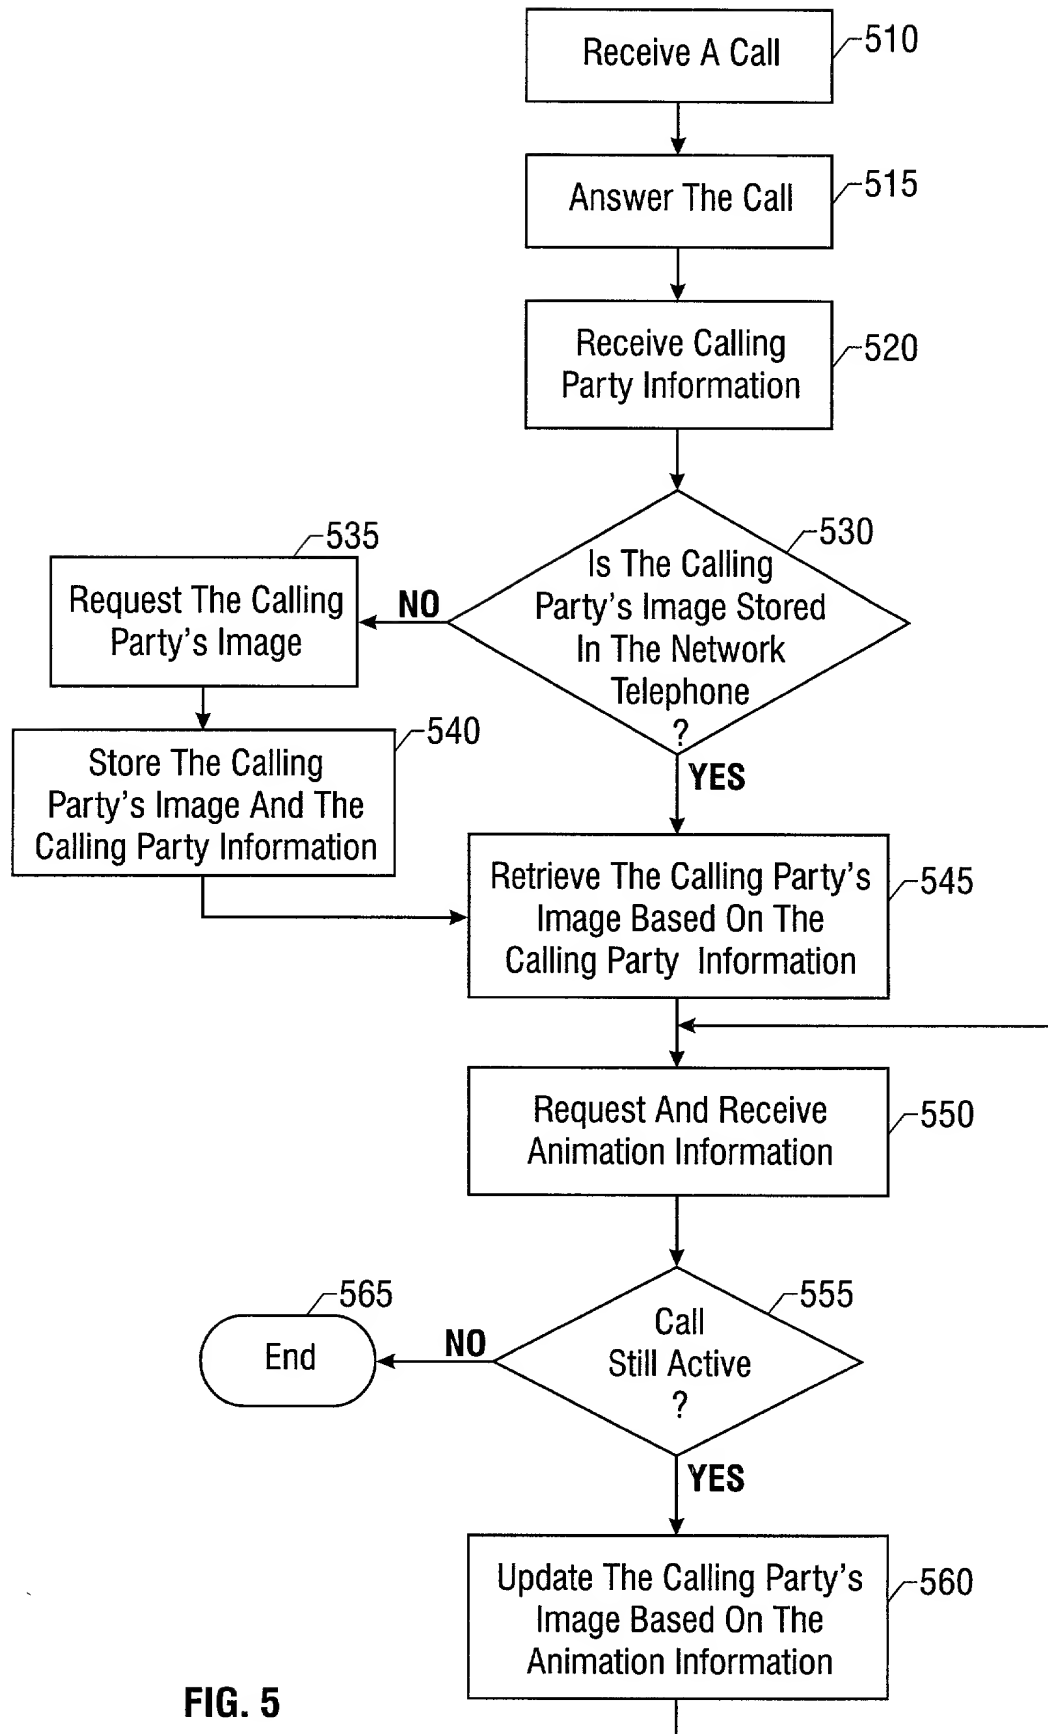 Receive A Call
510
Answer The Call
515
Receive Calling
Party Information
520
Is The Calling
Party's Image Stored
In The Network
Telephone
?
530
NO
535
Request The Calling
Party's Image
540
Store The Calling
Party's Image And The
Calling Party Information
YES
Retrieve The Calling Party's
Image Based On The
Calling Party Information
545
Request And Receive
Animation Information
550
Call
Still Active
?
555
NO
565
End
YES
Update The Calling Party's
Image Based On The
Animation Information
560
FIG. 5